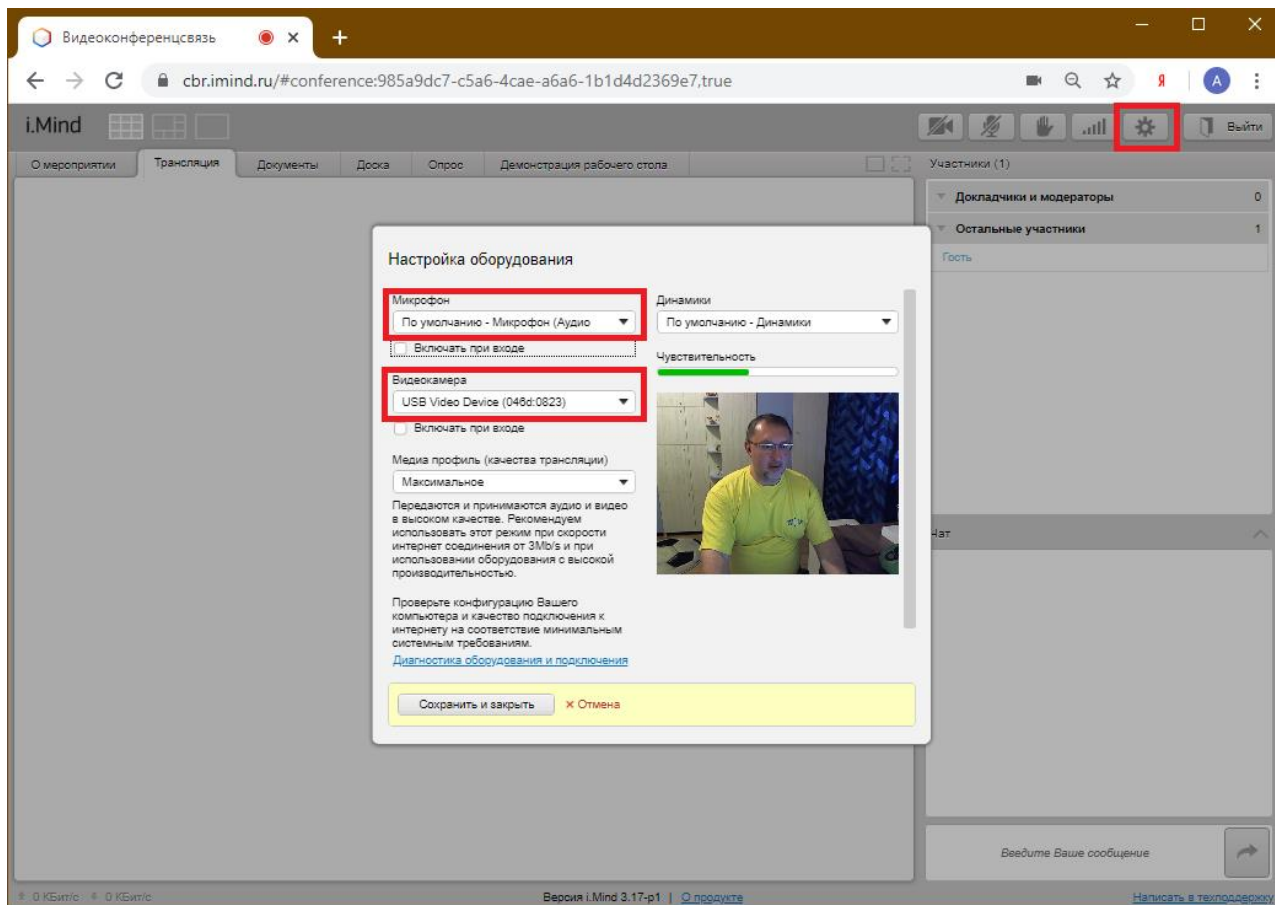 Видеоконференцсвязь
cbr.imind.ru/#conference:985a9dc7-c5a6-4cae-a6a6-1b1d4d2369e7,true
Я
A
i.Mind
Выйти
О мероприятии
Трансляция
Документы
Доска
Опрос
Демонстрация рабочего стола
Участники (1)
Докладчики и модераторы 0
Остальные участники 1
Гость
Настройка оборудования
Микрофон
По умолчанию - Микрофон (Аудио
Включать при входе
Видеокамера
USB Video Device (046d:0823)
Включать при входе
Медиа профиль (качества трансляции)
Максимальное
Передаются и принимаются аудио и видео
в высоком качестве. Рекомендуем
использовать этот режим при скорости
интернет соединения от 3Mb/s и при
использовании оборудования с высокой
производительностью.
Проверьте конфигурацию Вашего
компьютера и качество подключения к
интернету на соответствие минимальным
системным требованиям.
Диагностика оборудования и подключения
Динамики
По умолчанию - Динамики
Чувствительность
Сохранить и закрыть
Отмена
Чат
Введите Ваше сообщение
0 КБит/с 0 КБит/с
Версия i.Mind 3.17-p1 | О продукте
Написать в техподдержку